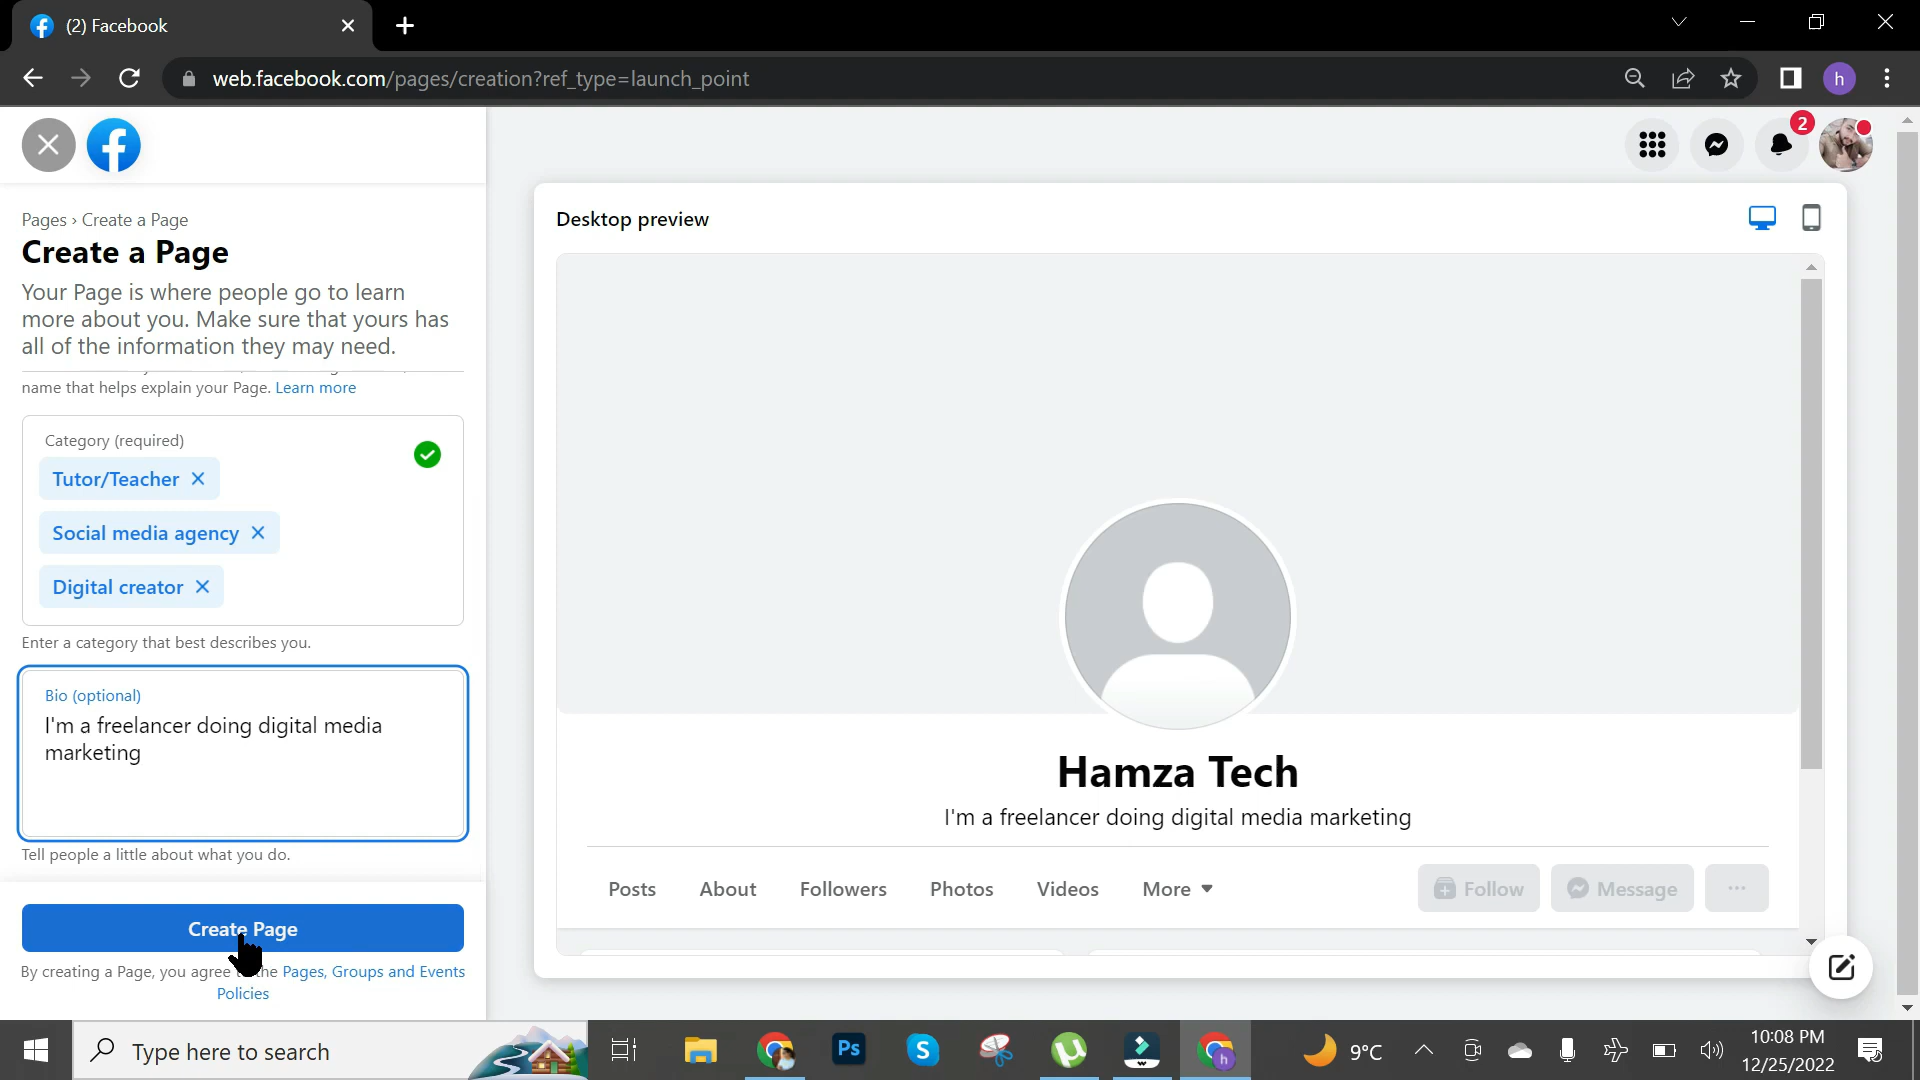 (2) Facebook
web.facebook.com/pages/creation?ref_type=launch_point
h
2
Pages › Create a Page
Create a Page
Your Page is where people go to learn
more about you. Make sure that yours has
all of the information they may need.
name that helps explain your Page. Learn more
Category (required)
Tutor/Teacher
Social media agency
Digital creator
Enter a category that best describes you.
Bio (optional)
I'm a freelancer doing digital media
marketing
Tell people a little about what you do.
Create Page
By creating a Page, you agree the Pages, Groups and Events
Policies
Desktop preview
Hamza Tech
I'm a freelancer doing digital media marketing
Posts
About
Followers
Photos
Videos
More
Follow
Message
Type here to search
Ps
S
h
9°C
10:08 PM
12/25/2022